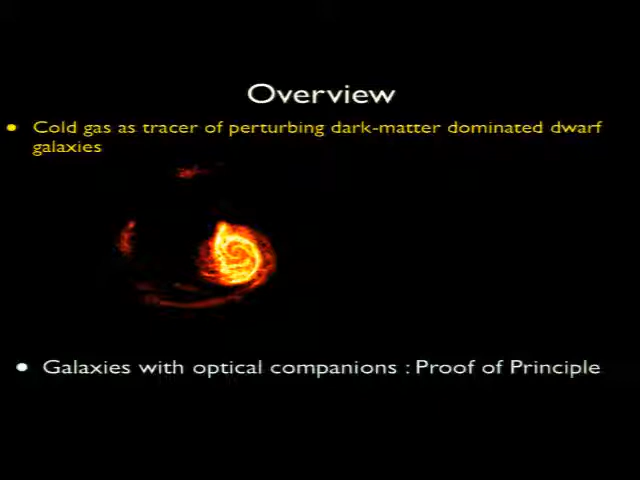 Overview
• Cold gas as tracer of perturbing dark-matter dominated dwarf
galaxies
• Galaxies with optical companions : Proof of Principle